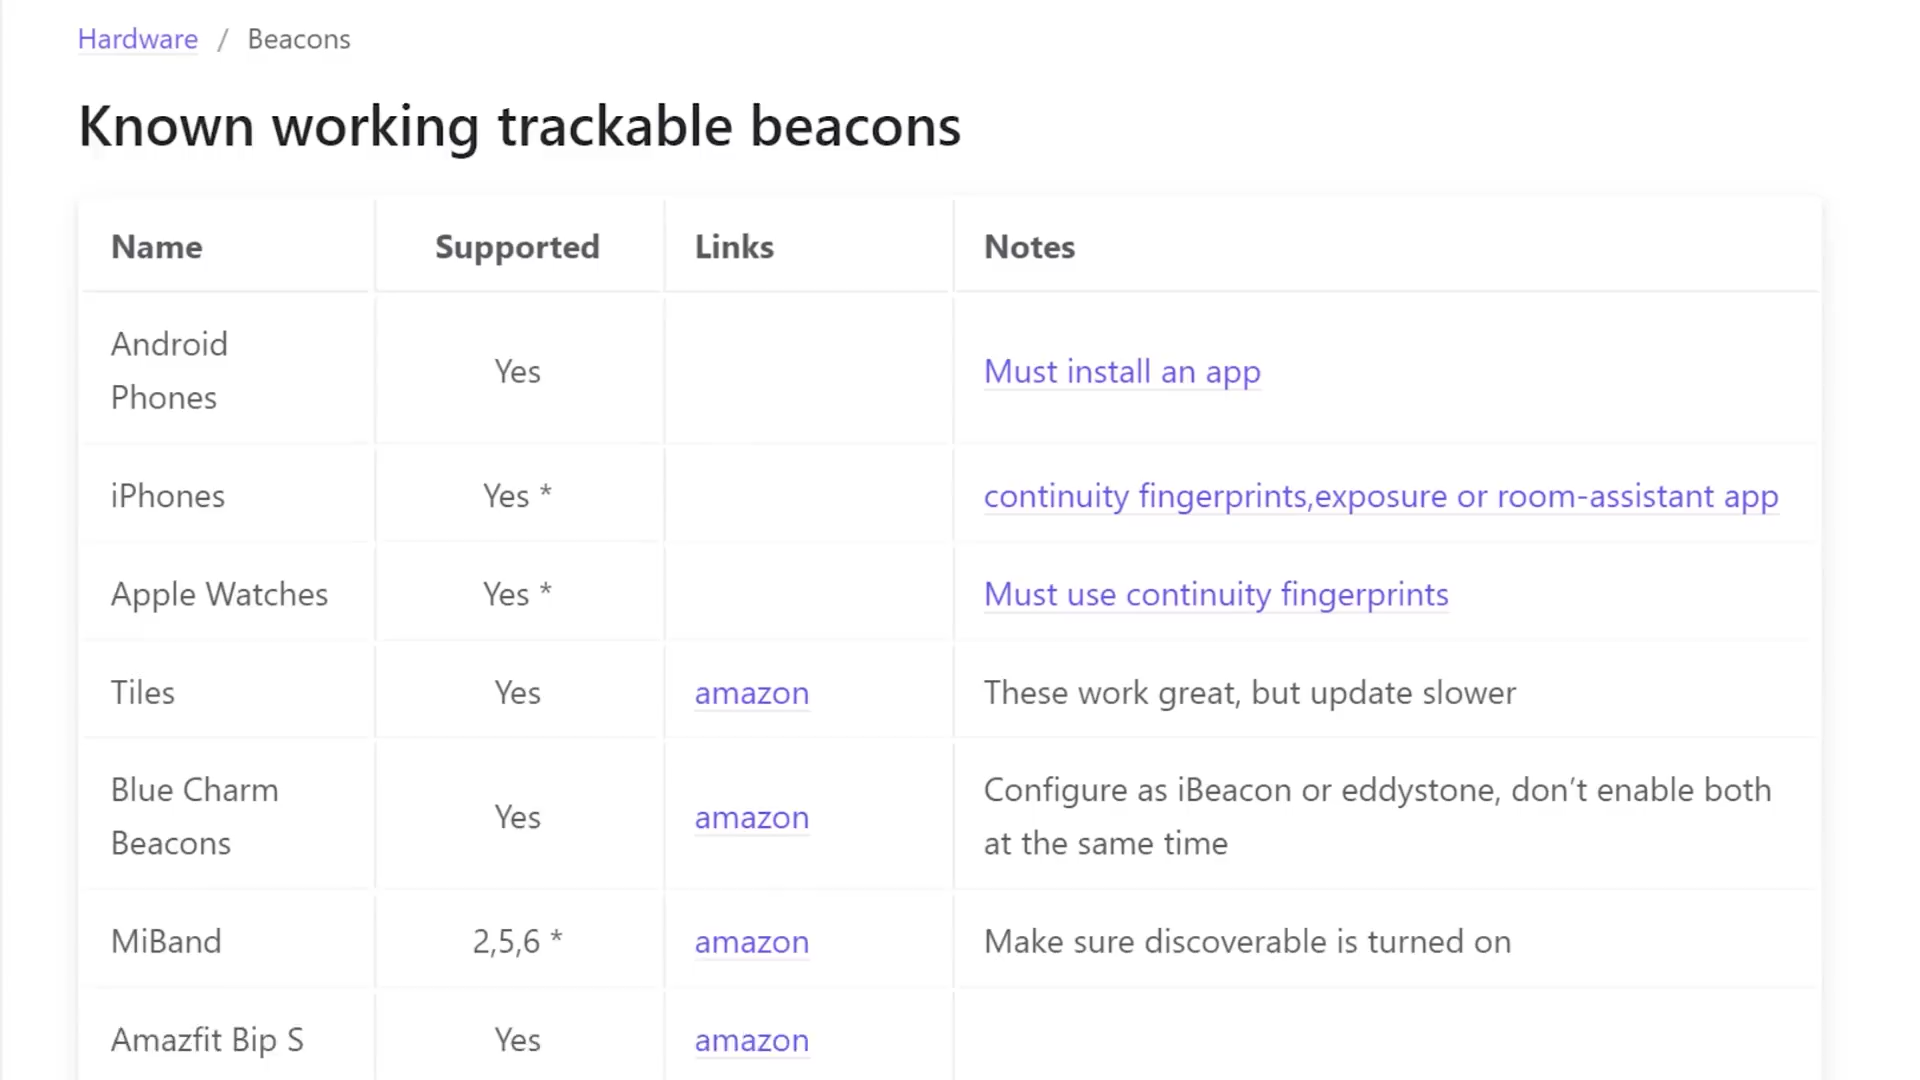 Hardware / Beacons
Known working trackable beacons
Name Supported Links Notes
Android
Phones
Yes
Must install an app
iPhones Yes * continuity fingerprints,exposure or room-assistant app
Apple Watches Yes * Must use continuity fingerprints
Tiles Yes amazon These work great, but update slower
Blue Charm
Beacons
Yes
amazon
Configure as iBeacon or eddystone, don’t enable both
at the same time
MiBand 2,5,6 * amazon Make sure discoverable is turned on
Amazfit Bip S Yes amazon